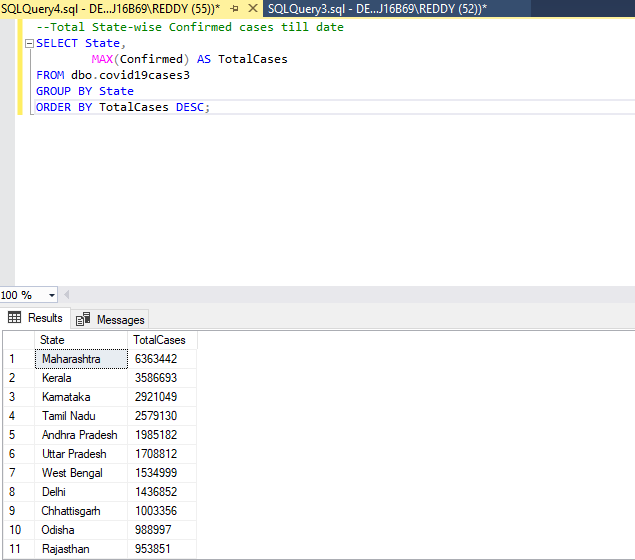 SQLQuery4.sql - DE...J16B69\REDDY (55))* SQLQuery3.sql - DE...J16B69\REDDY (52))*
--Total State-wise Confirmed cases till date
SELECT State,
MAX(Confirmed) AS TotalCases
FROM dbo.covid19cases3
GROUP BY State
ORDER BY TotalCases DESC;
100 %
Results Messages
State TotalCases
1 Maharashtra 6363442
2 Kerala 3586693
3 Karnataka 2921049
4 Tamil Nadu 2579130
5 Andhra Pradesh 1985182
6 Uttar Pradesh 1708812
7 West Bengal 1534999
8 Delhi 1436852
9 Chhattisgarh 1003356
10 Odisha 988997
11 Rajasthan 953851